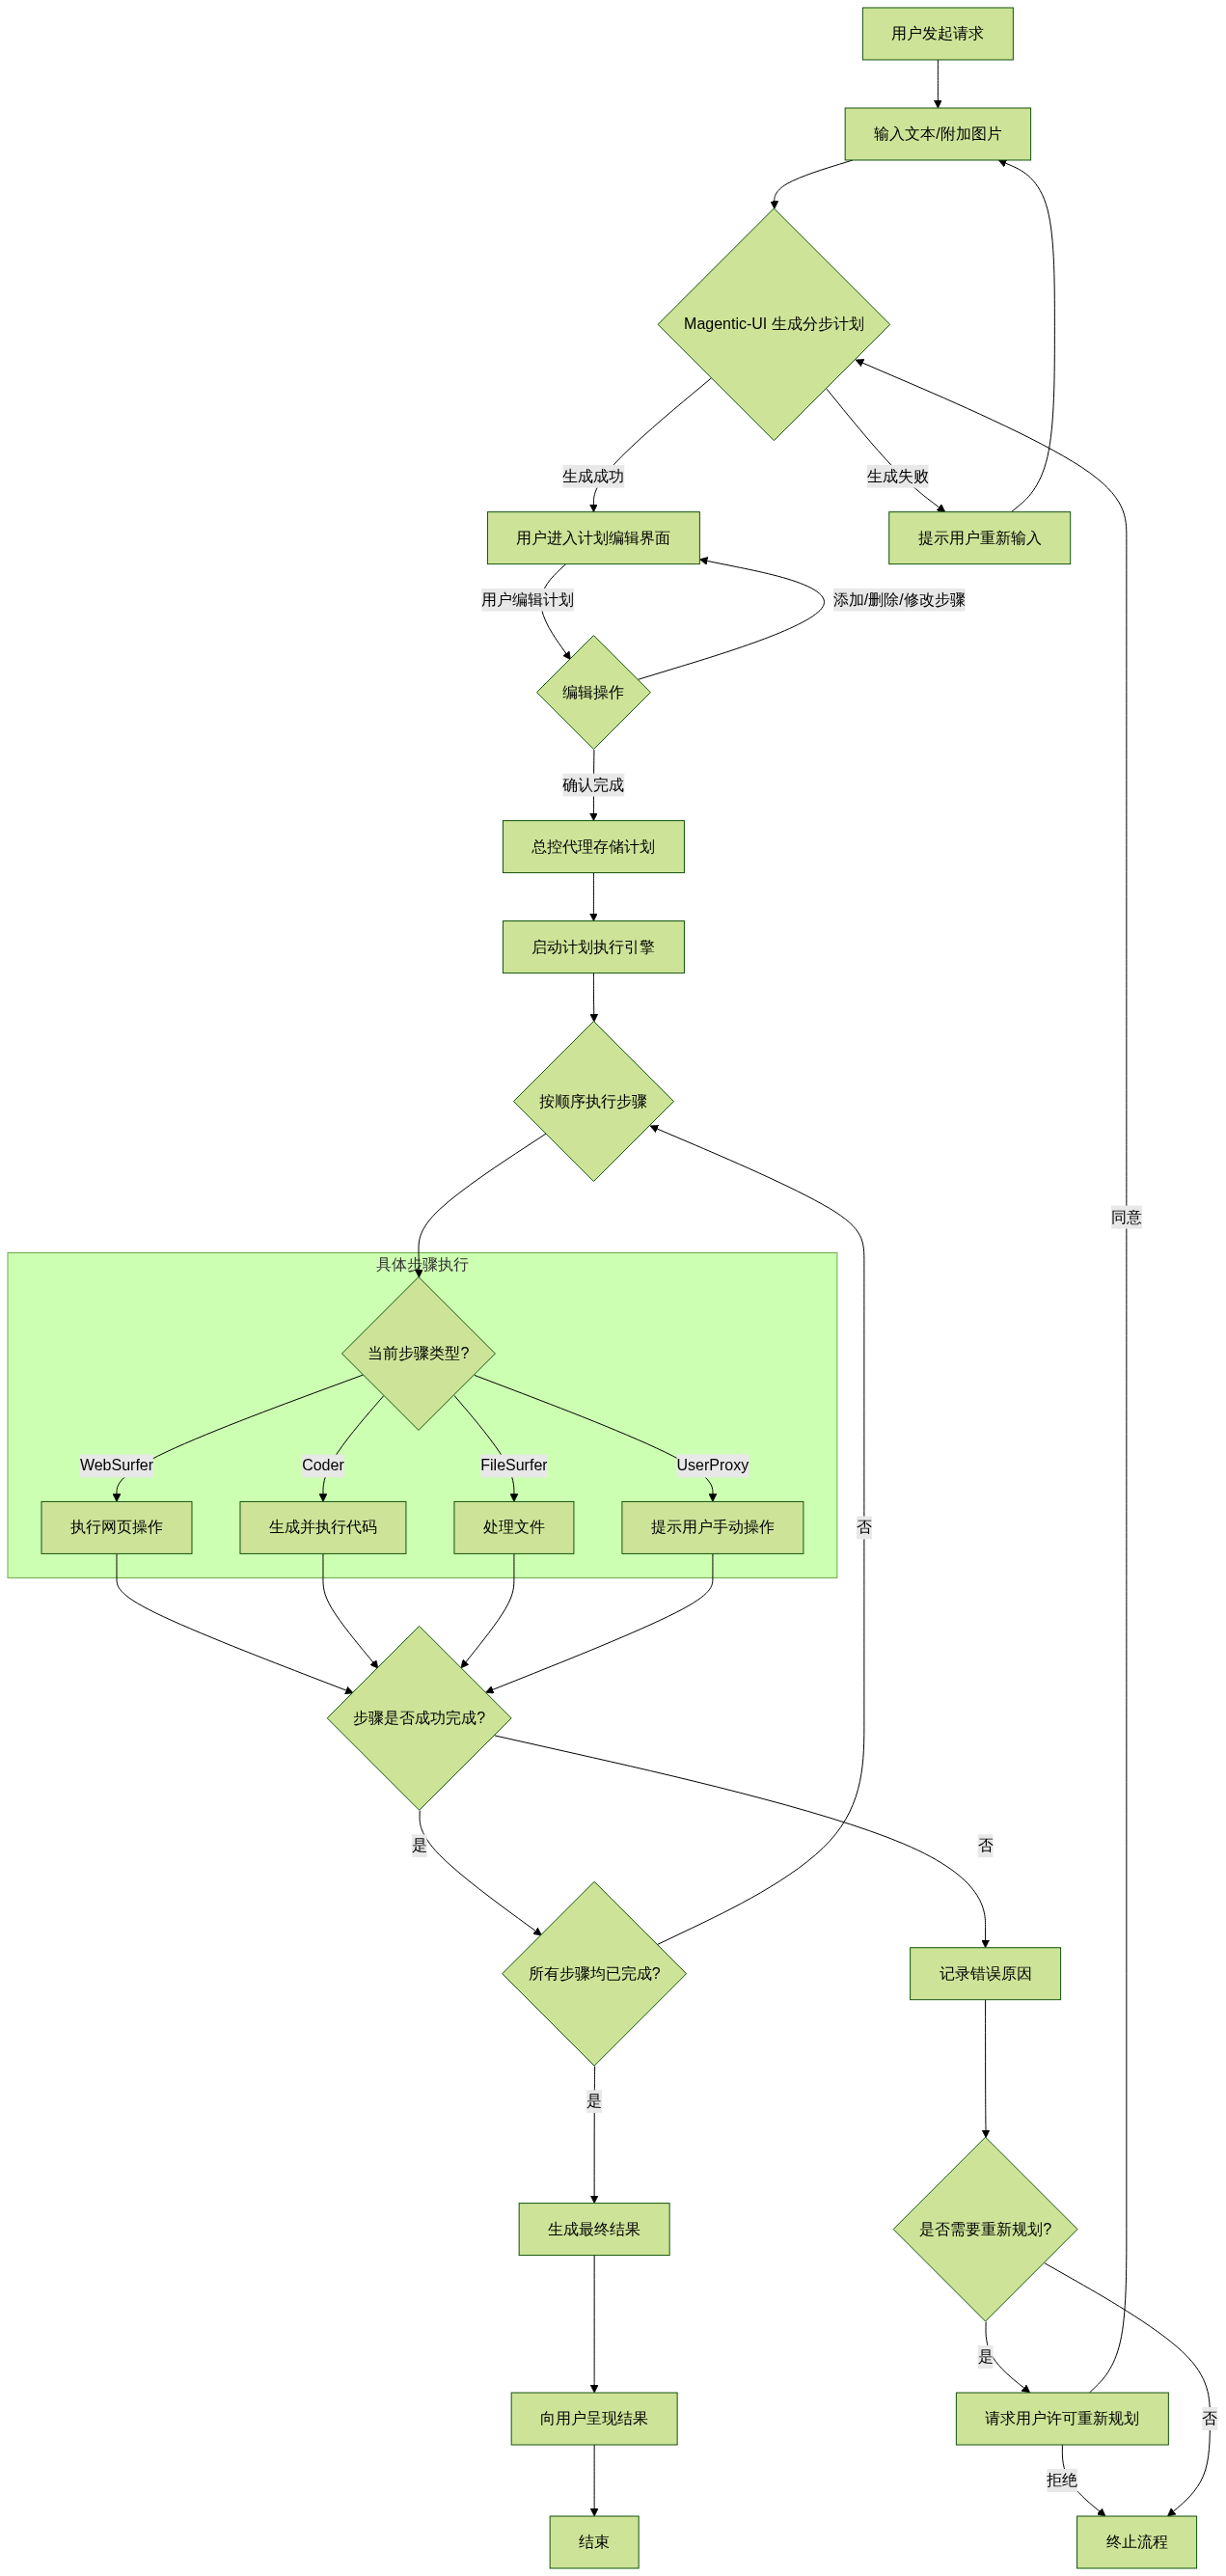 用户发起请求
输入文本/附加图片
Magentic-UI 生成分步计划
生成成功
生成失败
用户进入计划编辑界面
提示用户重新输入
用户编辑计划
添加/删除/修改步骤
编辑操作
确认完成
总控代理存储计划
启动计划执行引擎
按顺序执行步骤
同意
具体步骤执行
当前步骤类型?
WebSurfer
Coder
FileSurfer
UserProxy
执行网页操作
生成并执行代码
处理文件
提示用户手动操作
否
步骤是否成功完成?
是
否
所有步骤均已完成?
记录错误原因
是
生成最终结果
是否需要重新规划?
是
向用户呈现结果
请求用户许可重新规划
否
拒绝
结束
终止流程